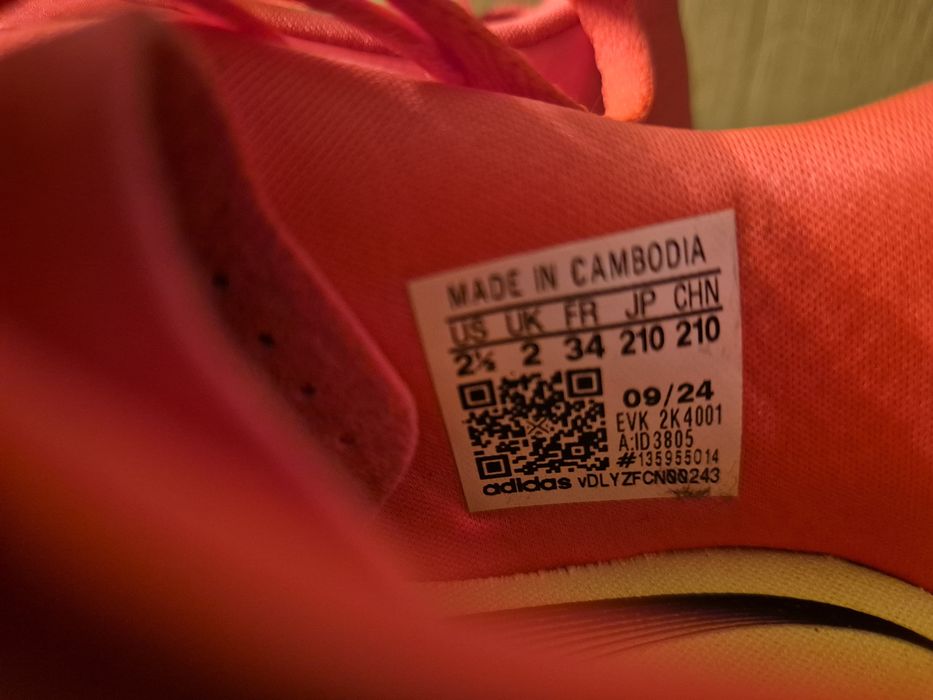 MADE IN CAMBODIA
US UK FR JP CHN
2½ 2 34 210 210
09/24
EVK 2K4001
A:ID3805
#135955014
adidas vDLYZFCN00243